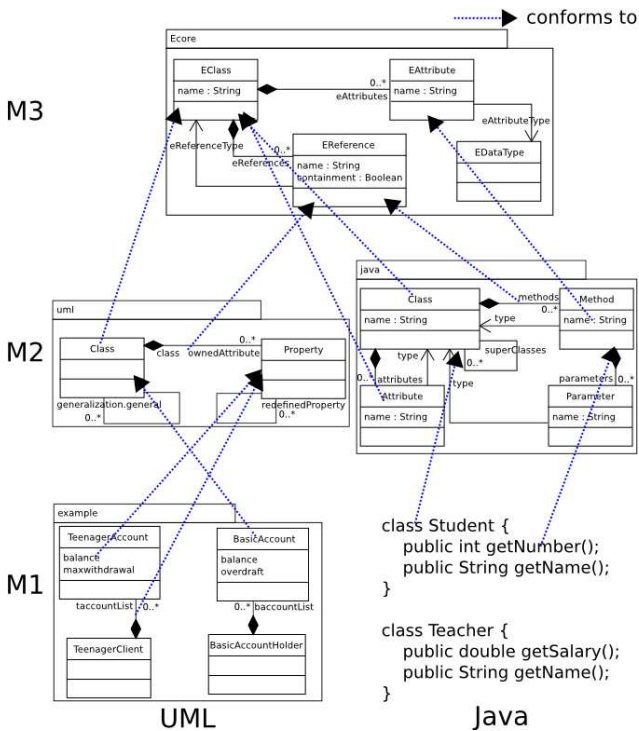 conforms to
Ecore
EClass
name : String
0..*
eAttributes
EAttribute
name : String
M3
eAttributeType
EDataType
eReferenceType
0..*
eReferences
EReference
name : String
containment : Boolean
java
Class
name : String
methods
0..*
Method
name : String
type
uml
M2
Class
0..*
class ownedAttribute
Property
type
superClasses
0..*
0..
attributes
type
parameters
0..*
generalization.general
0..*
redefinedProperty
0..*
Attribute
name : String
Parameter
name : String
example
TeenagerAccount
balance
maxwithdrawal
BasicAccount
balance
overdraft
M1
taccountList
0..*
0..*
baccountList
TeenagerClient
BasicAccountHolder
class Student {
public int getNumber();
public String getName();
}
class Teacher {
public double getSalary();
public String getName();
}
UML
Java